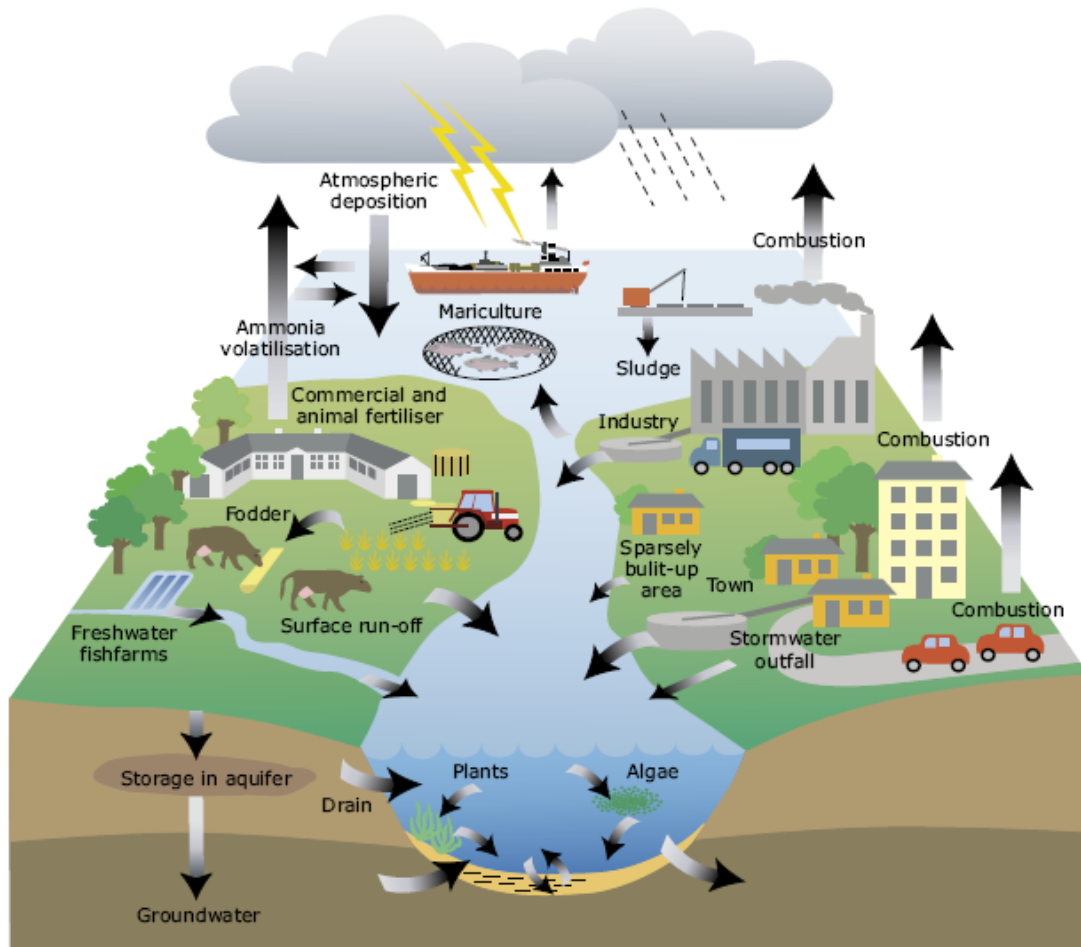 Atmospheric
deposition
Combustion
Mariculture
Ammonia
volatilisation
Sludge
Commercial and
animal fertiliser
Industry
Combustion
Fodder
Sparsely
bulit-up
area
Town
Combustion
Surface run-off
Freshwater
fishfarms
Stormwater
outfall
Storage in aquifer
Plants
Algae
Drain
Groundwater